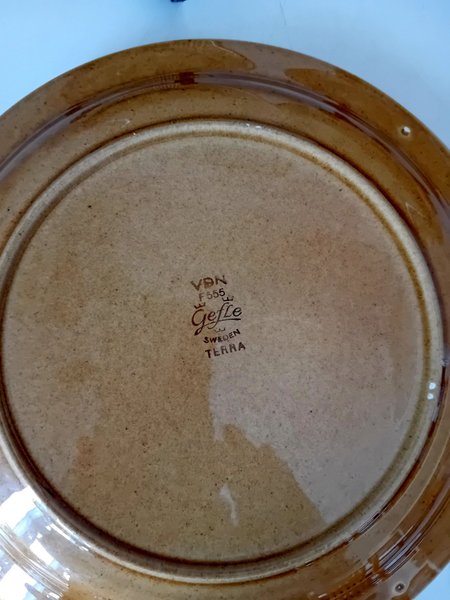 VDN
F555
Gefle
SWEDEN
TERRA